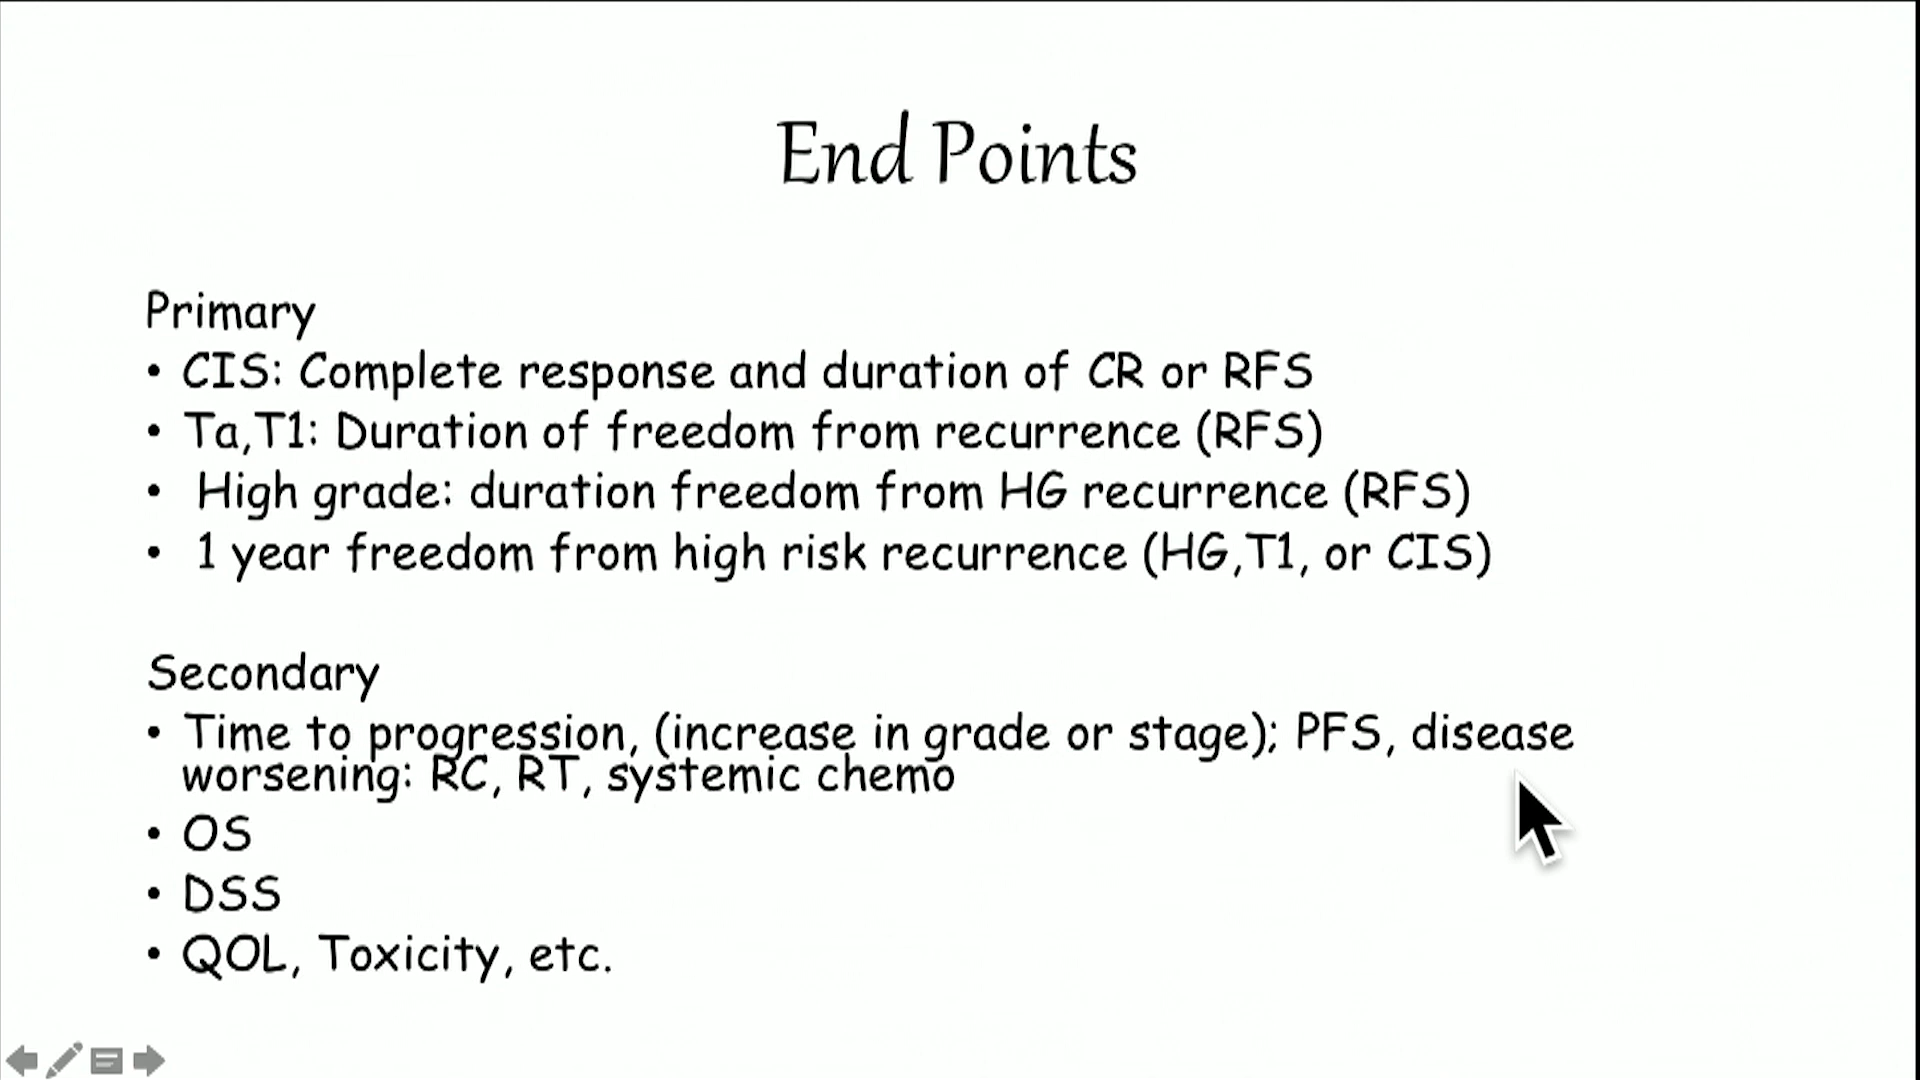 End Points
Primary
• CIS: Complete response and duration of CR or RFS
• Ta,T1: Duration of freedom from recurrence (RFS)
• High grade: duration freedom from HG recurrence (RFS)
• 1 year freedom from high risk recurrence (HG,T1, or CIS)
Secondary
• Time to progression, (increase in grade or stage); PFS, disease
worsening: RC, RT, systemic chemo
• OS
• DSS
• QOL, Toxicity, etc.